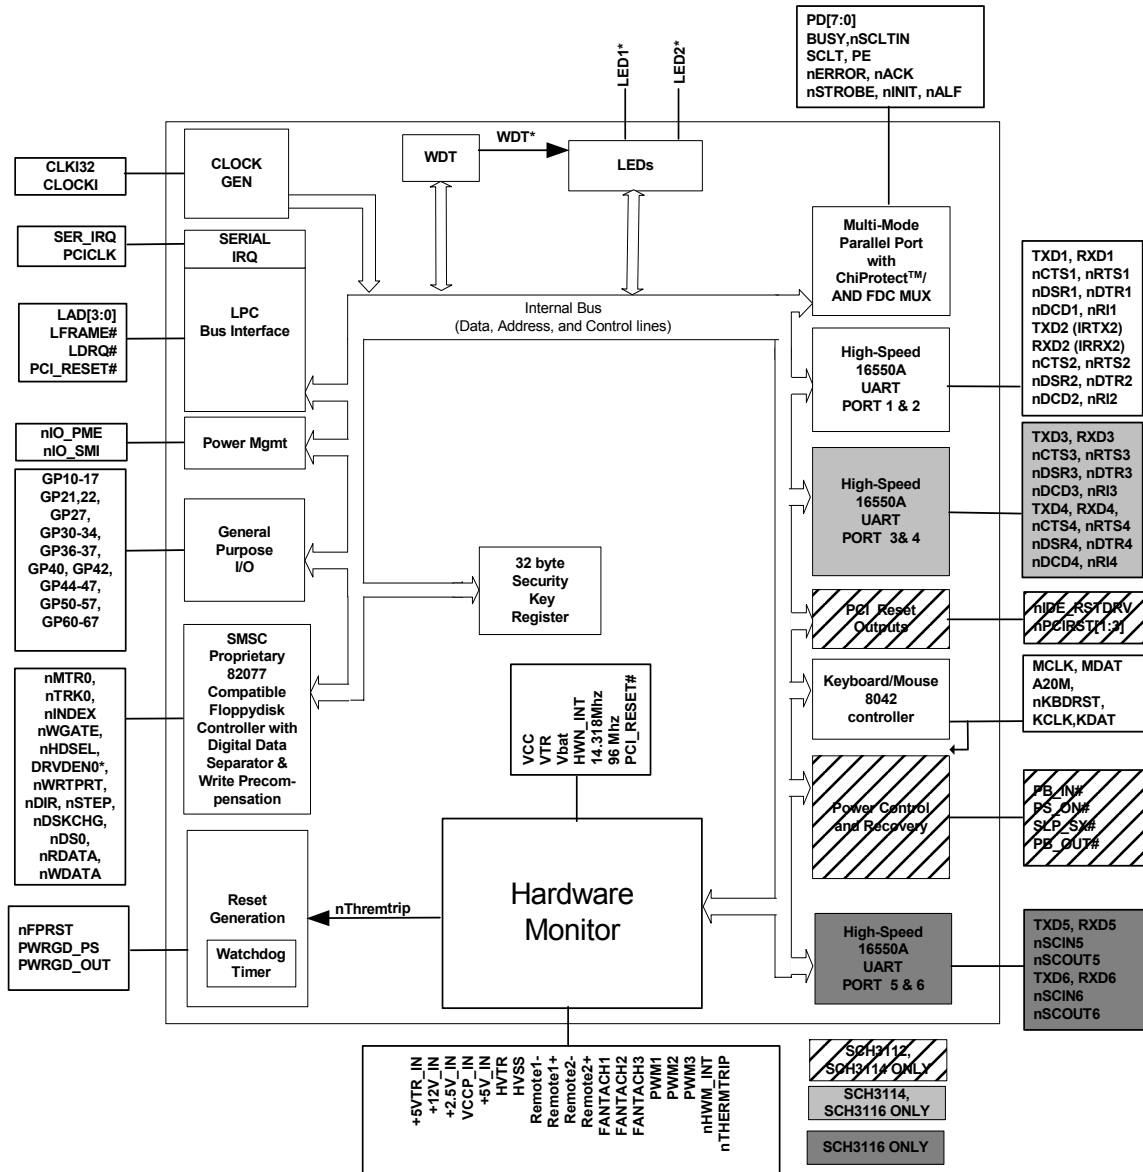 PD[7:0]
BUSY,nSCLTIN
SCLT, PE
nERROR, nACK
nSTROBE, nINIT, nALF
LED1*
LED2*
CLKI32
CLOCKI
CLOCK
GEN
WDT
WDT*
LEDs
SER_IRQ
PCICLK
SERIAL
IRQ
LAD[3:0]
LFRAME#
LDRQ#
PCI_RESET#
LPC
Bus Interface
Internal Bus
(Data, Address, and Control lines)
Multi-Mode
Parallel Port
with
ChiProtect™/
AND FDC MUX
High-Speed
16550A
UART
PORT 1 & 2
TXD1, RXD1
nCTS1, nRTS1
nDSR1, nDTR1
nDCD1, nRI1
TXD2 (IRTX2)
RXD2 (IRRX2)
nCTS2, nRTS2
nDSR2, nDTR2
nDCD2, nRI2
nIO_PME
nIO_SMI
Power Mgmt
High-Speed
16550A
UART
PORT 3& 4
TXD3, RXD3
nCTS3, nRTS3
nDSR3, nDTR3
nDCD3, nRI3
TXD4, RXD4,
nCTS4, nRTS4
nDSR4, nDTR4
nDCD4, nRI4
GP10-17
GP21,22,
GP27,
GP30-34,
GP36-37,
GP40, GP42,
GP44-47,
GP50-57,
GP60-67
General
Purpose
I/O
32 byte
Security
Key
Register
PCI Reset
Outputs
nIDE_RSTDRV
nPCIRST[1:3]
nMTR0,
nTRK0,
nINDEX
nWGATE,
nHDSEL,
DRVDEN0*,
nWRTPRT,
nDIR, nSTEP,
nDSKCHG,
nDS0,
nRDATA,
nWDATA
SMSC
Proprietary
82077
Compatible
Floppydisk
Controller with
Digital Data
Separator &
Write Precom-
pensation
Keyboard/Mouse
8042
controller
MCLK, MDAT
A20M,
nKBDRST,
KCLK,KDAT
VCC
VTR
Vbat
HWN_INT
14.318Mhz
96 Mhz
PCI_RESET#
Power Control
and Recovery
PB_IN#
PS_ON#
SLP_SX#
PB_OUT#
Hardware
Monitor
nThremtrip
Reset
Generation
Watchdog
Timer
nFPRST
PWRGD_PS
PWRGD_OUT
High-Speed
16550A
UART
PORT 5 & 6
TXD5, RXD5
nSCIN5
nSCOUT5
TXD6, RXD6
nSCIN6
nSCOUT6
+5VTR_IN
+12V_IN
+2.5V_IN
VCCP_IN
+5V_IN
HVTR
HVSS
Remote1-
Remote1+
Remote2-
Remote2+
FANTACH1
FANTACH2
FANTACH3
PWM1
PWM2
PWM3
nHWM_INT
nTHERMTRIP
SCH3112,
SCH3114 ONLY
SCH3114,
SCH3116 ONLY
SCH3116 ONLY